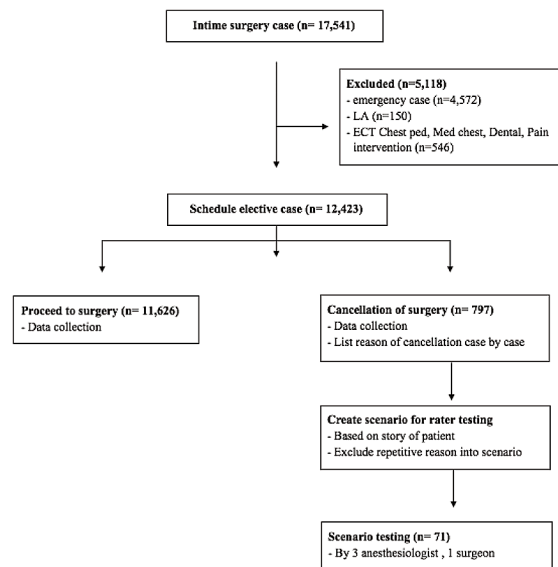 Intime surgery case (n= 17,541)
Excluded (n=5,118)
- emergency case (n=4,572)
- LA (n=150)
- ECT Chest ped, Med chest, Dental, Pain
intervention (n=546)
Schedule elective case (n= 12,423)
Proceed to surgery (n= 11,626)
- Data collection
Cancellation of surgery (n= 797)
- Data collection
- List reason of cancellation case by case
Create scenario for rater testing
- Based on story of patient
- Exclude repetitive reason into scenario
Scenario testing (n= 71)
- By 3 anesthesiologist , 1 surgeon